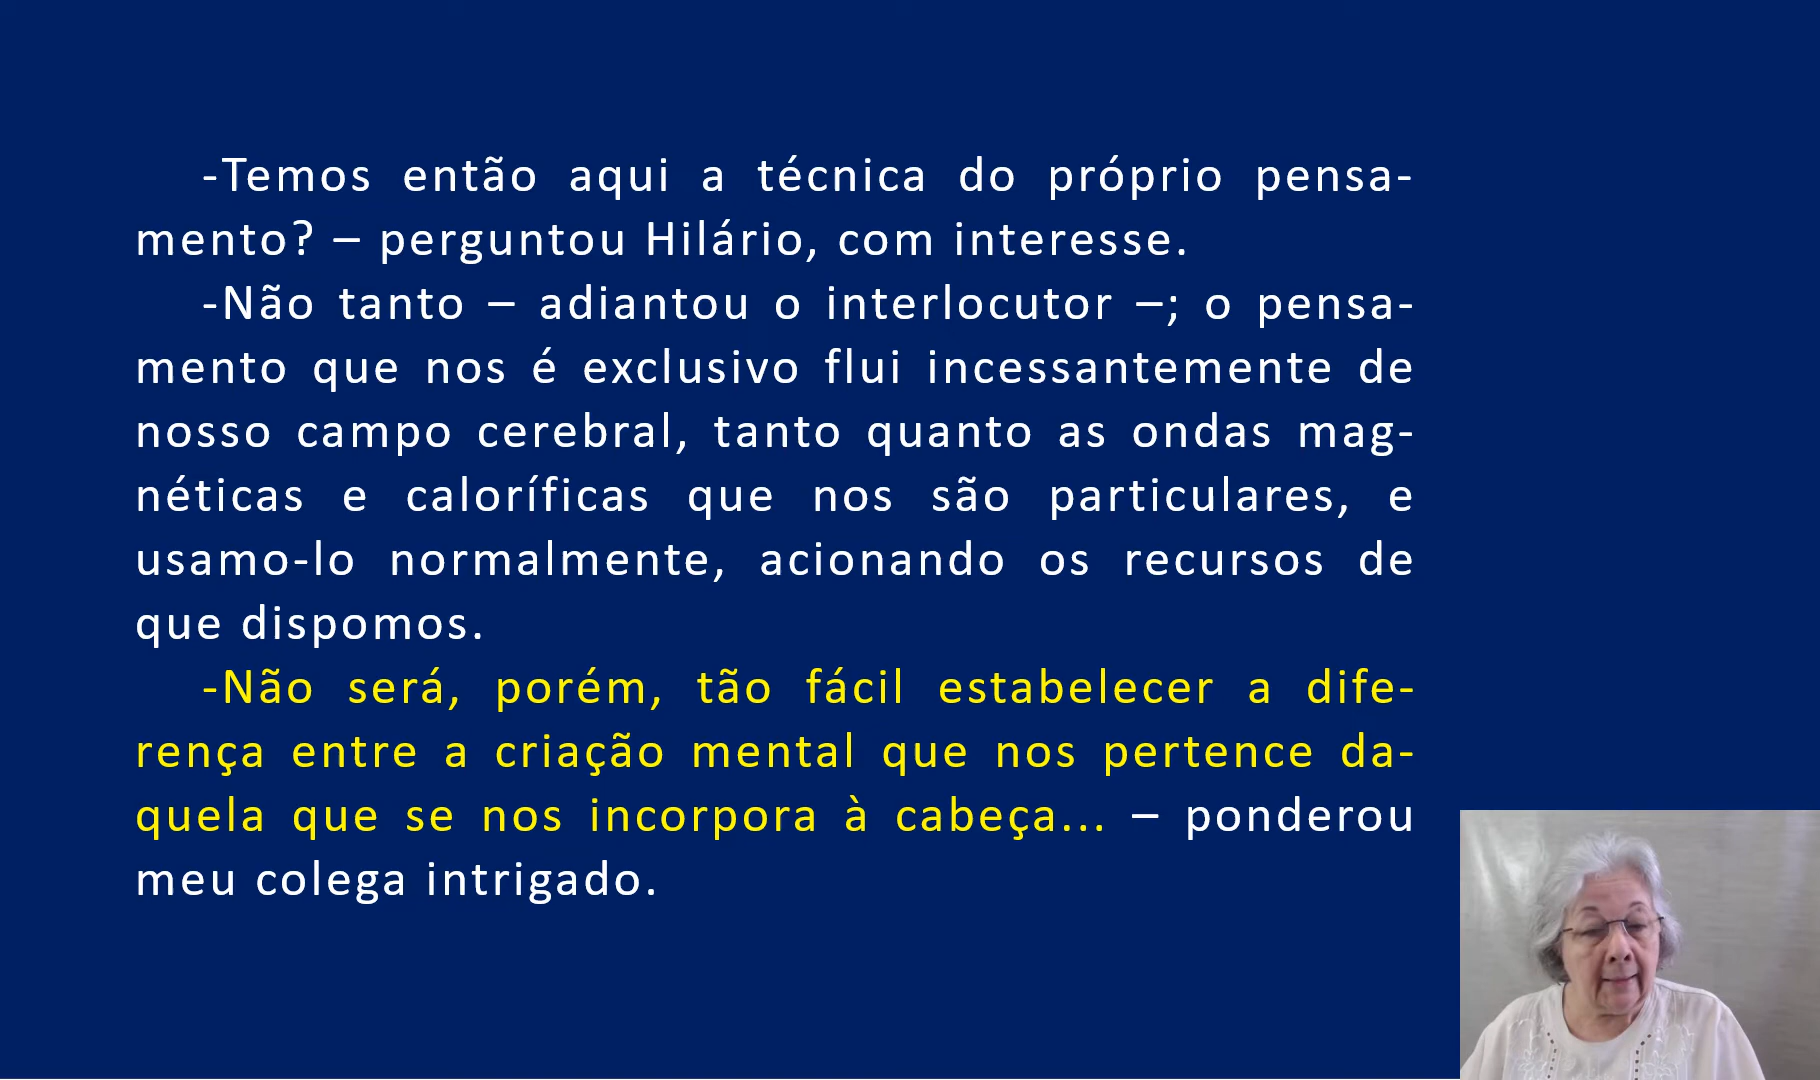 -Temos então aqui a técnica do próprio pensa-
mento? – perguntou Hilário, com interesse.
-Não tanto – adiantou o interlocutor –; o pensa-
mento que nos é exclusivo flui incessantemente de
nosso campo cerebral, tanto quanto as ondas mag-
néticas e caloríficas que nos são particulares, e
usamo-lo normalmente, acionando os recursos de
que dispomos.
-Não será, porém, tão fácil estabelecer a dife-
rença entre a criação mental que nos pertence da-
quela que se nos incorpora à cabeça... – ponderou
meu colega intrigado.